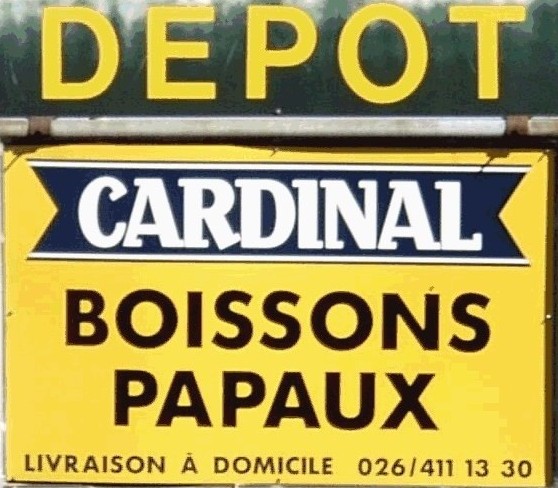 DEPOT
CARDINAL
BOISSONS
PAPAUX
LIVRAISON À DOMICILE 026/411 13 30